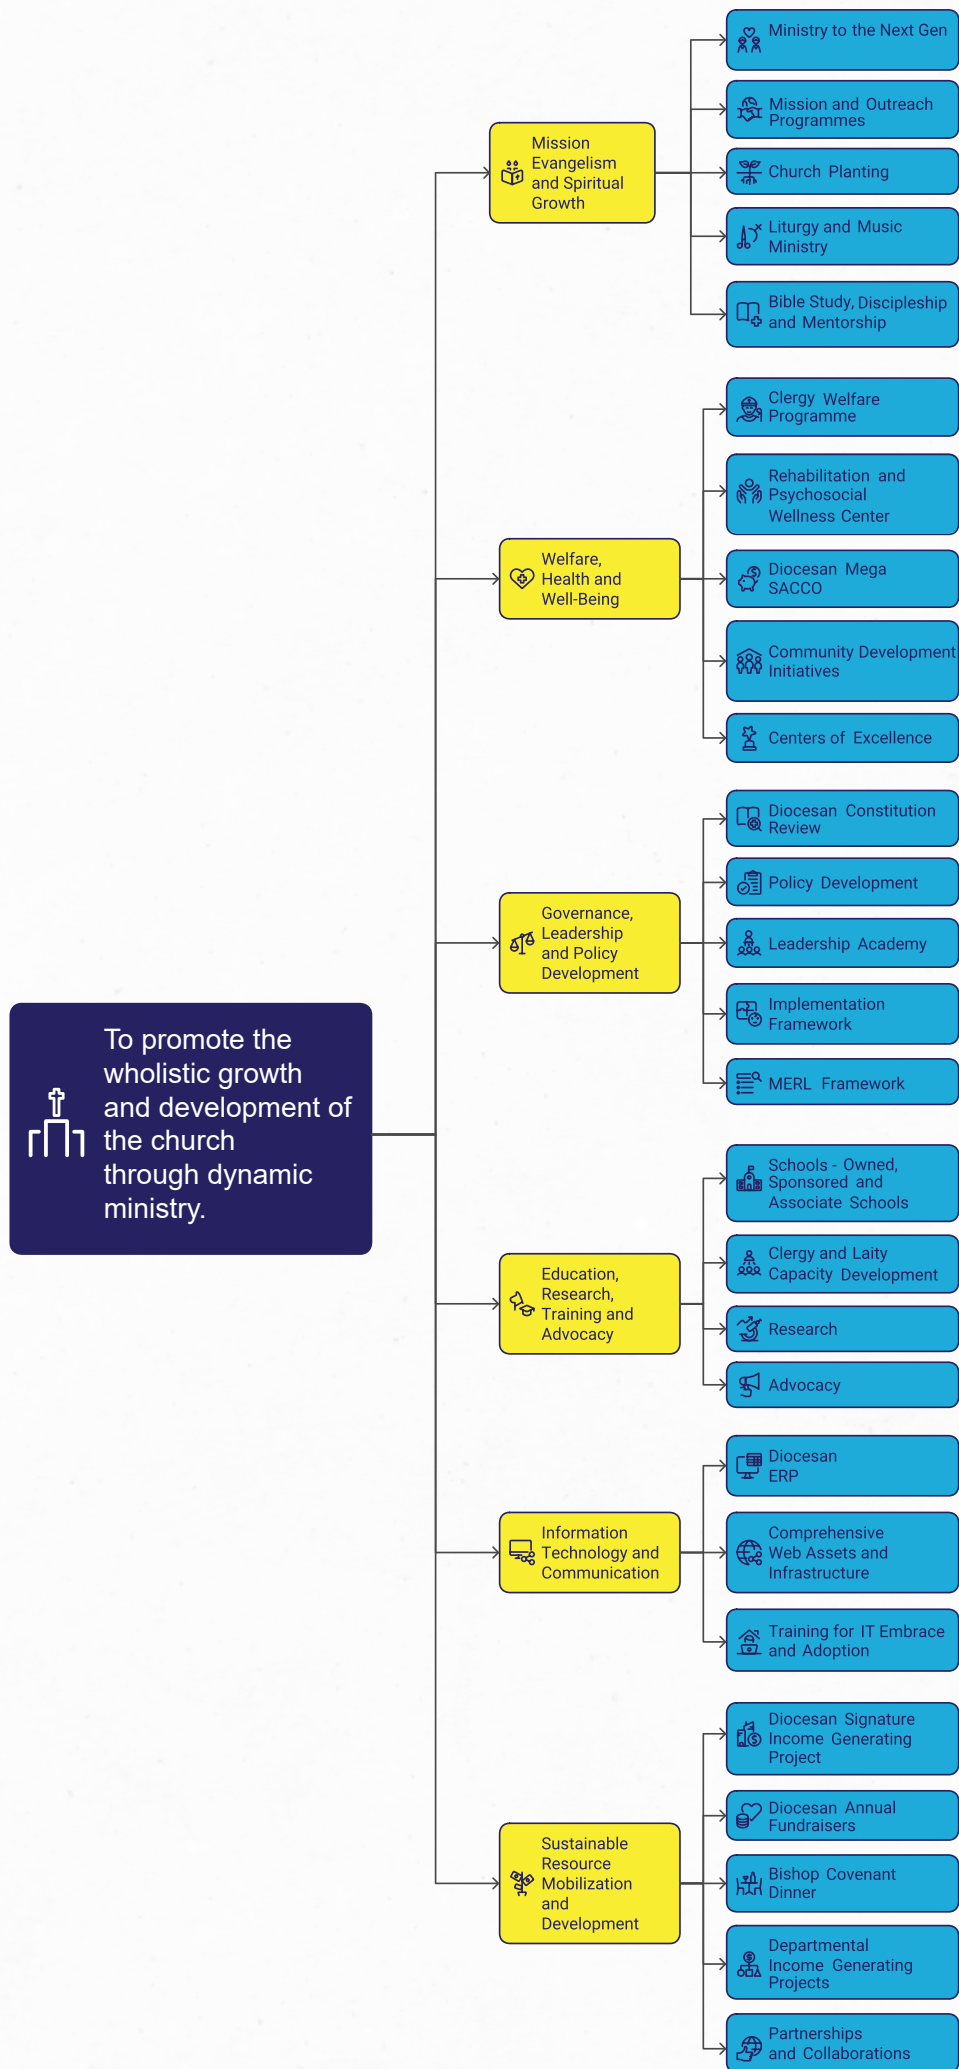 To promote the
wholistic growth
and development of
the church
through dynamic
ministry.
Mission
Evangelism
and Spiritual
Growth
Ministry to the Next Gen
Mission and Outreach
Programmes
Church Planting
Liturgy and Music
Ministry
Bible Study, Discipleship
and Mentorship
Welfare,
Health and
Well-Being
Clergy Welfare
Programme
Rehabilitation and
Psychosocial
Wellness Center
Diocesan Mega
SACCO
Community Development
Initiatives
Centers of Excellence
Governance,
Leadership
and Policy
Development
Diocesan Constitution
Review
Policy Development
Leadership Academy
Implementation
Framework
MERL Framework
Education,
Research,
Training and
Advocacy
Schools - Owned,
Sponsored and
Associate Schools
Clergy and Laity
Capacity Development
Research
Advocacy
Information
Technology and
Communication
Diocesan
ERP
Comprehensive
Web Assets and
Infrastructure
Training for IT Embrace
and Adoption
Sustainable
Resource
Mobilization
and
Development
Diocesan Signature
Income Generating
Project
Diocesan Annual
Fundraisers
Bishop Covenant
Dinner
Departmental
Income Generating
Projects
Partnerships
and Collaborations